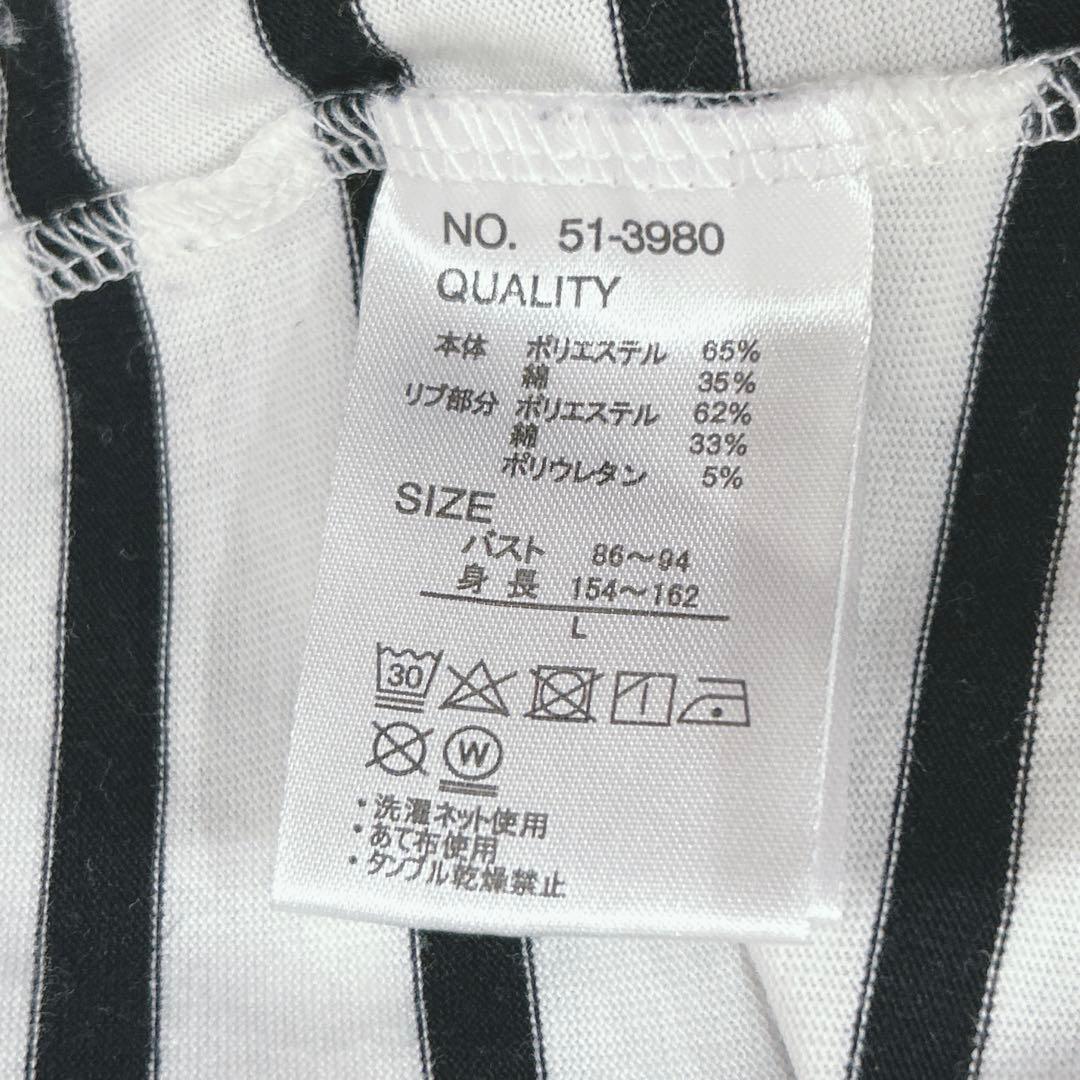 NO. 51-3980
QUALITY
本体 ポリエステル 65%
綿 35%
リブ部分 ポリエステル 62%
綿 33%
ポリウレタン 5%
SIZE
バスト 86〜94
身長 154〜162
L
30
W
・洗濯ネット使用
・あて布使用
・タンブル乾燥禁止